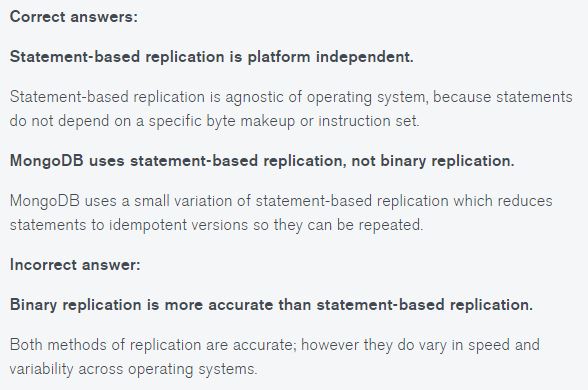 Correct answers:
Statement-based replication is platform independent.
Statement-based replication is agnostic of operating system, because statements
do not depend on a specific byte makeup or instruction set.
MongoDB uses statement-based replication, not binary replication.
MongoDB uses a small variation of statement-based replication which reduces
statements to idempotent versions so they can be repeated.
Incorrect answer:
Binary replication is more accurate than statement-based replication.
Both methods of replication are accurate; however they do vary in speed and
variability across operating systems.